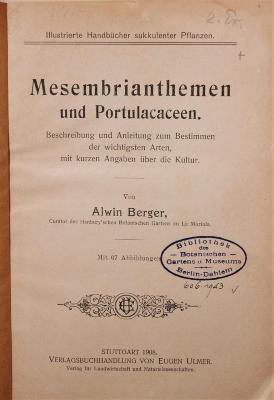 2. Ex.
Illustrierte Handbücher sukkulenter Pflanzen.
Mesembrianthemen
und Portulacaceen.
Beschreibung und Anleitung zum Bestimmen
der wichtigsten Arten,
mit kurzen Angaben über die Kultur.
Von
Alwin Berger,
Curator des Hanbury'schen Botanischen Gartens zu La Mortola.
Mit 67 Abbildungen
Bibliothek
des
Botanischen
Gartens u. Museums
Berlin-Dahlem
STUTTGART 1908.
VERLAGSBUCHHANDLUNG VON EUGEN ULMER.
Verlag für Landwirtschaft und Naturwissenschaften.